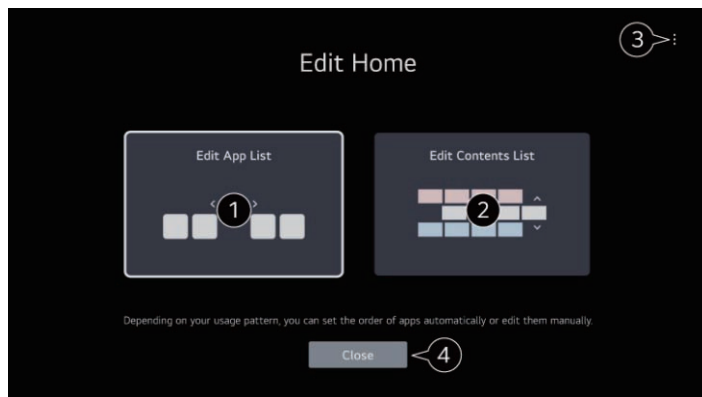 3
Edit Home
Edit App List
Edit Contents List
1
2
Depending on your usage pattern, you can set the order of apps automatically or edit them manually.
Close
4